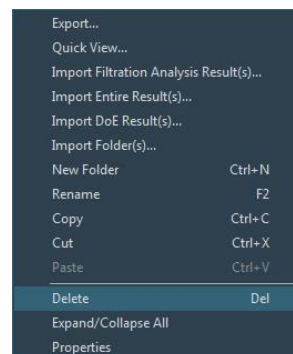 Export...
Quick View...
Import Filtration Analysis Result(s)...
Import Entire Result(s)...
Import DoE Result(s)...
Import Folder(s)...
New Folder Ctrl+N
Rename F2
Copy Ctrl+C
Cut Ctrl+X
Paste Ctrl+V
Delete Del
Expand/Collapse All
Properties